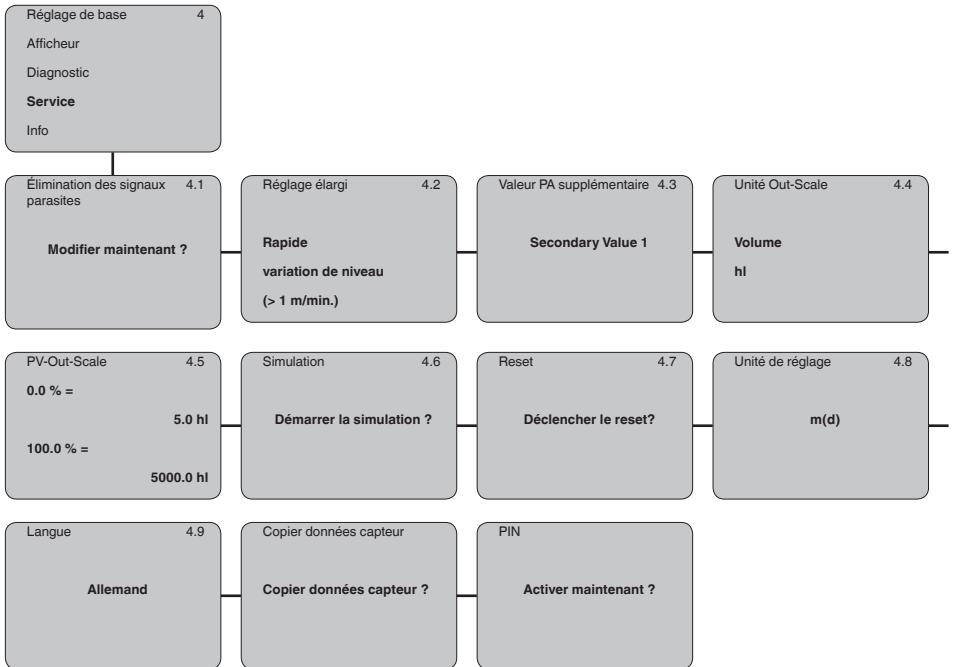 Réglage de base 4
Afficheur
Diagnostic
Service
Info
Élimination des signaux 4.1
parasites
Modifier maintenant ?
Réglage élargi 4.2
Rapide
variation de niveau
(> 1 m/min.)
Valeur PA supplémentaire 4.3
Secondary Value 1
Unité Out-Scale 4.4
Volume
hl
PV-Out-Scale 4.5
0.0 % =
5.0 hl
100.0 % =
5000.0 hl
Simulation 4.6
Démarrer la simulation ?
Reset 4.7
Déclencher le reset?
Unité de réglage 4.8
m(d)
Langue 4.9
Allemand
Copier données capteur
Copier données capteur ?
PIN
Activer maintenant ?